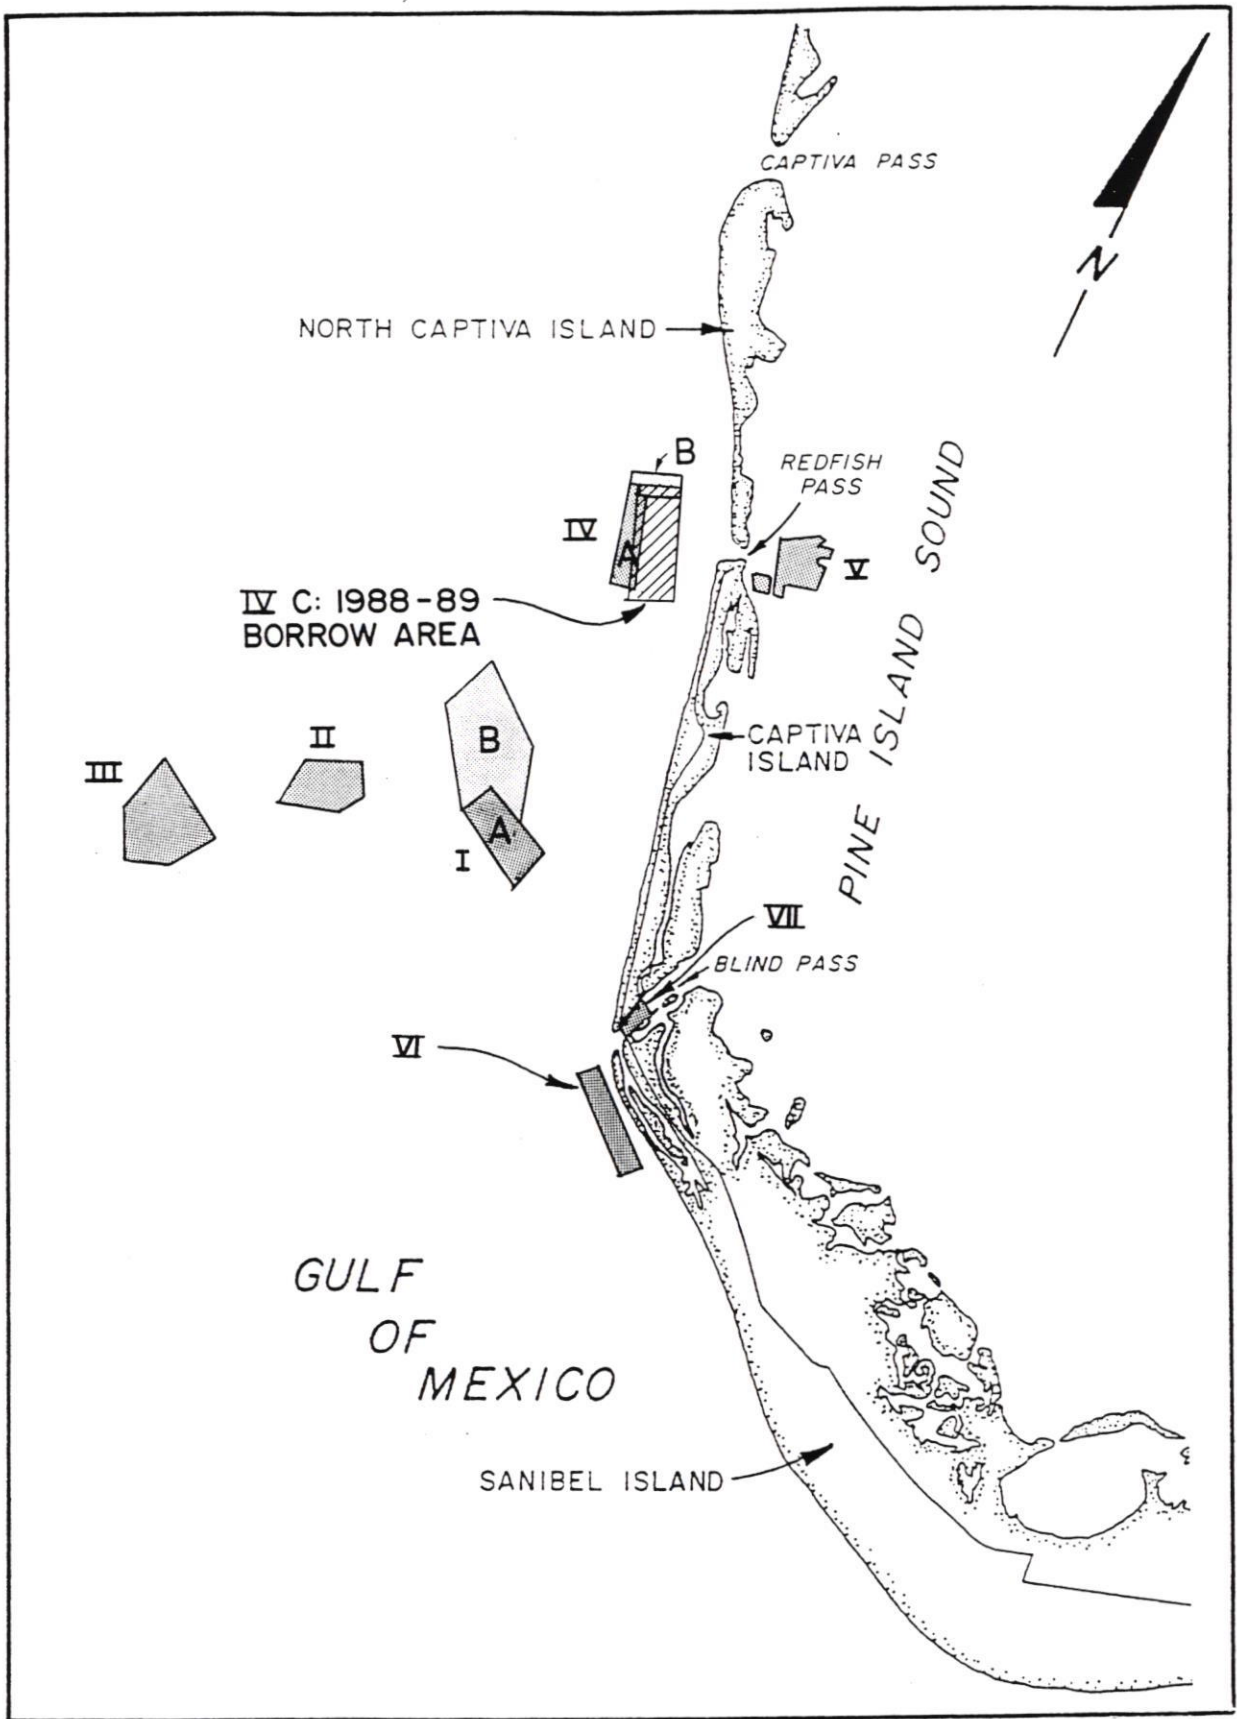 CAPTIVA PASS
N
NORTH CAPTIVA ISLAND
B
REDFISH
PASS
IV
A
V
IV C: 1988-89
BORROW AREA
PINE ISLAND SOUND
B
II
III
CAPTIVA
ISLAND
A
I
VII
BLIND PASS
VI
GULF
OF
MEXICO
SANIBEL ISLAND